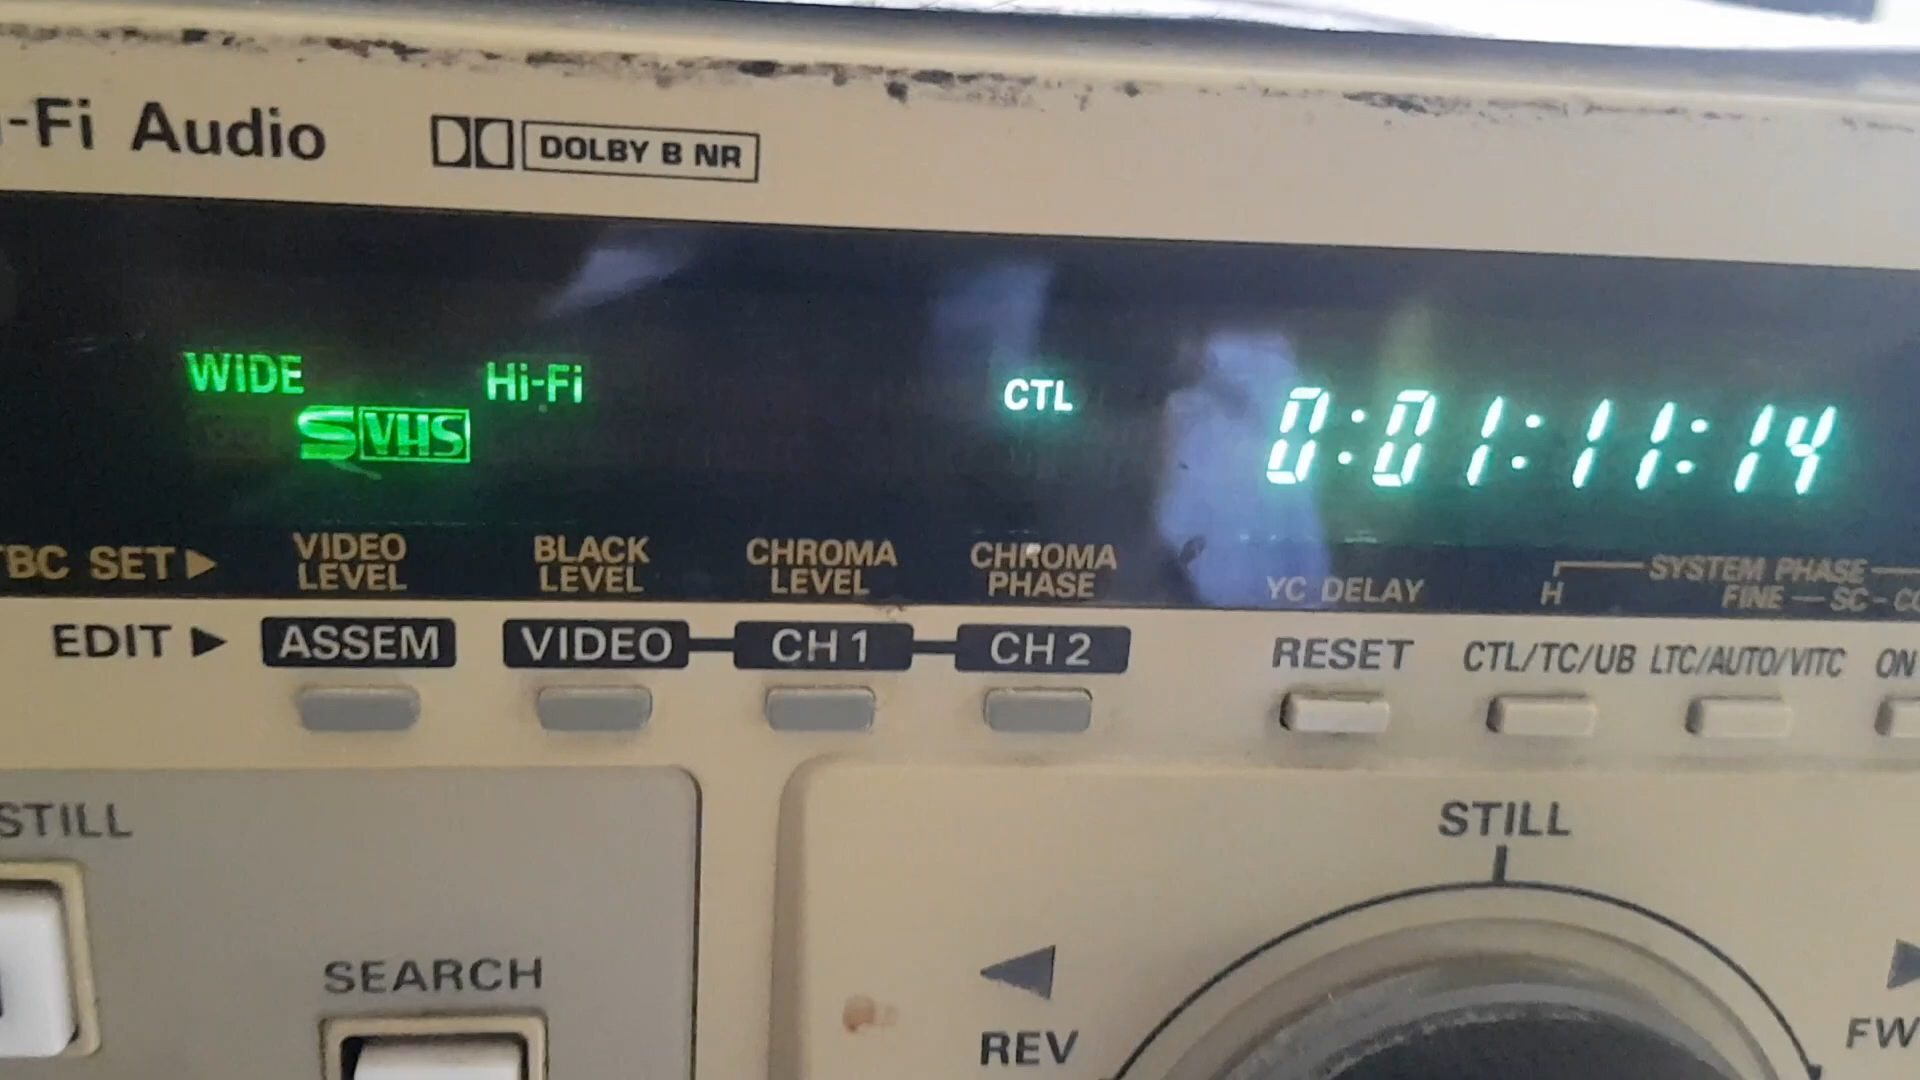 -Fi Audio
DOLBY B NR
WIDE
Hi-Fi
CTL
0:01:11:14
S VHS
BC SET
VIDEO LEVEL
BLACK LEVEL
CHROMA LEVEL
CHROMA PHASE
YC DELAY
SYSTEM PHASE
H
FINE — SC - CO
EDIT
ASSEM
VIDEO
CH 1
CH 2
RESET
CTL/TC/UB
LTC/AUTO/VITC
ON
STILL
STILL
SEARCH
REV
FW